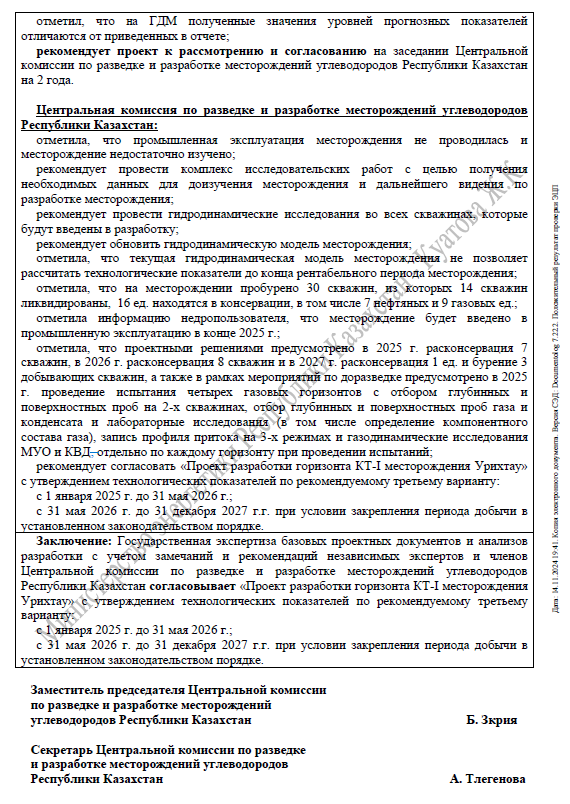 отметил, что на ГДМ полученные значения уровней прогнозных показателей
отличаются от приведенных в отчете;
рекомендует проект к рассмотрению и согласованию на заседании Центральной
комиссии по разведке и разработке месторождений углеводородов Республики Казахстан
на 2 года.
Центральная комиссия по разведке и разработке месторождений углеводородов
Республики Казахстан:
отметила, что промышленная эксплуатация месторождения не проводилась и
месторождение недостаточно изучено;
рекомендует провести комплекс исследовательских работ с целью получения
необходимых данных для доизучения месторождения и дальнейшего видения по
разработке месторождения;
рекомендует провести гидродинамические исследования во всех скважинах, которые
будут введены в разработку;
рекомендует обновить гидродинамическую модель месторождения;
отметила, что текущая гидродинамическая модель месторождения не позволяет
рассчитать технологические показатели до конца рентабельного периода месторождения;
отметила, что на месторождении пробурено 30 скважин, из которых 14 скважин
ликвидированы, 16 ед. находятся в консервации, в том числе 7 нефтяных и 9 газовых ед.;
отметила информацию недропользователя, что месторождение будет введено в
промышленную эксплуатацию в конце 2025 г.;
отметила, что проектными решениями предусмотрено в 2025 г. расконсервация 7
скважин, в 2026 г. расконсервация 8 скважин и в 2027 г. расконсервация 1 ед. и бурение 3
добывающих скважин, а также в рамках мероприятий по доразведке предусмотрено в 2025
г. проведение испытания четырех газовых горизонтов с отбором глубинных и
поверхностных проб на 2-х скважинах, отбор глубинных и поверхностных проб газа и
конденсата и лабораторные исследования (в том числе определение компонентного
состава газа), запись профиля притока на 3-х режимах и газодинамические исследования
МУО и КВД, отдельно по каждому горизонту при проведении испытаний;
рекомендует согласовать «Проект разработки горизонта КТ-I месторождения Урихтау»
с утверждением технологических показателей по рекомендуемому третьему варианту:
с 1 января 2025 г. до 31 мая 2026 г.;
с 31 мая 2026 г. до 31 декабря 2027 г.г. при условии закрепления периода добычи в
установленном законодательством порядке.
Заключение: Государственная экспертиза базовых проектных документов и анализов
разработки с учетом замечаний и рекомендаций независимых экспертов и членов
Центральной комиссии по разведке и разработке месторождений углеводородов
Республики Казахстан согласовывает «Проект разработки горизонта КТ-I месторождения
Урихтау» с утверждением технологических показателей по рекомендуемому третьему
варианту:
с 1 января 2025 г. до 31 мая 2026 г.;
с 31 мая 2026 г. до 31 декабря 2027 г.г. при условии закрепления периода добычи в
установленном законодательством порядке.
Заместитель председателя Центральной комиссии
по разведке и разработке месторождений
углеводородов Республики Казахстан Б. Зкрия
Секретарь Центральной комиссии по разведке
и разработке месторождений углеводородов
Республики Казахстан А. Тлегенова
Министерство энергетики Республики Казахстан Куатова Ж.К
Дата: 14.11.2024 19:41. Копия электронного документа. Версия СЭД: Documentolog 7.22.2. Положительный результат проверки ЭЦП